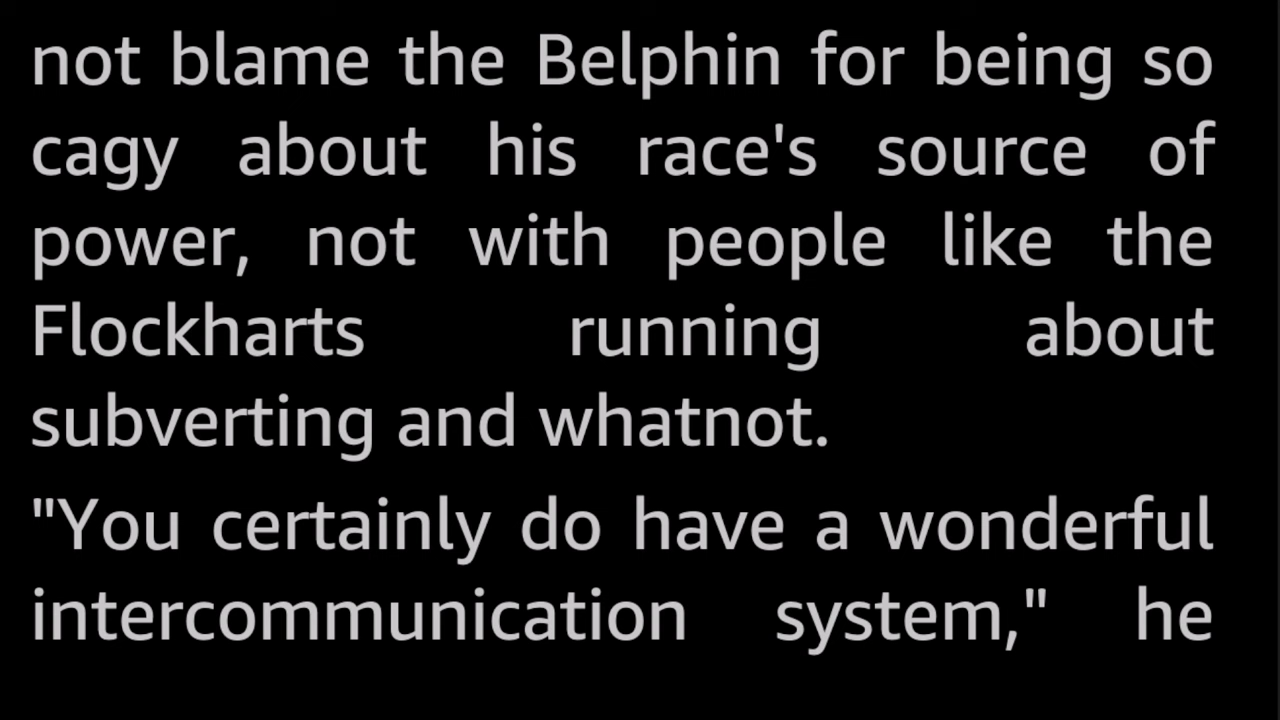 not blame the Belphin for being so
cagy about his race's source of
power, not with people like the
Flockharts running about
subverting and whatnot.
"You certainly do have a wonderful
intercommunication system," he